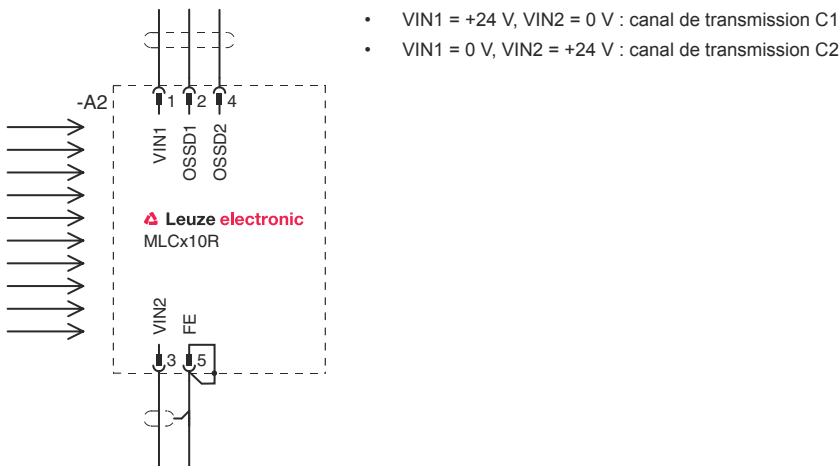 • VIN1 = +24 V, VIN2 = 0 V : canal de transmission C1
• VIN1 = 0 V, VIN2 = +24 V : canal de transmission C2
-A2
1 2 4
VIN1
OSSD1
OSSD2
Leuze electronic
MLCx10R
VIN2
FE
3 5